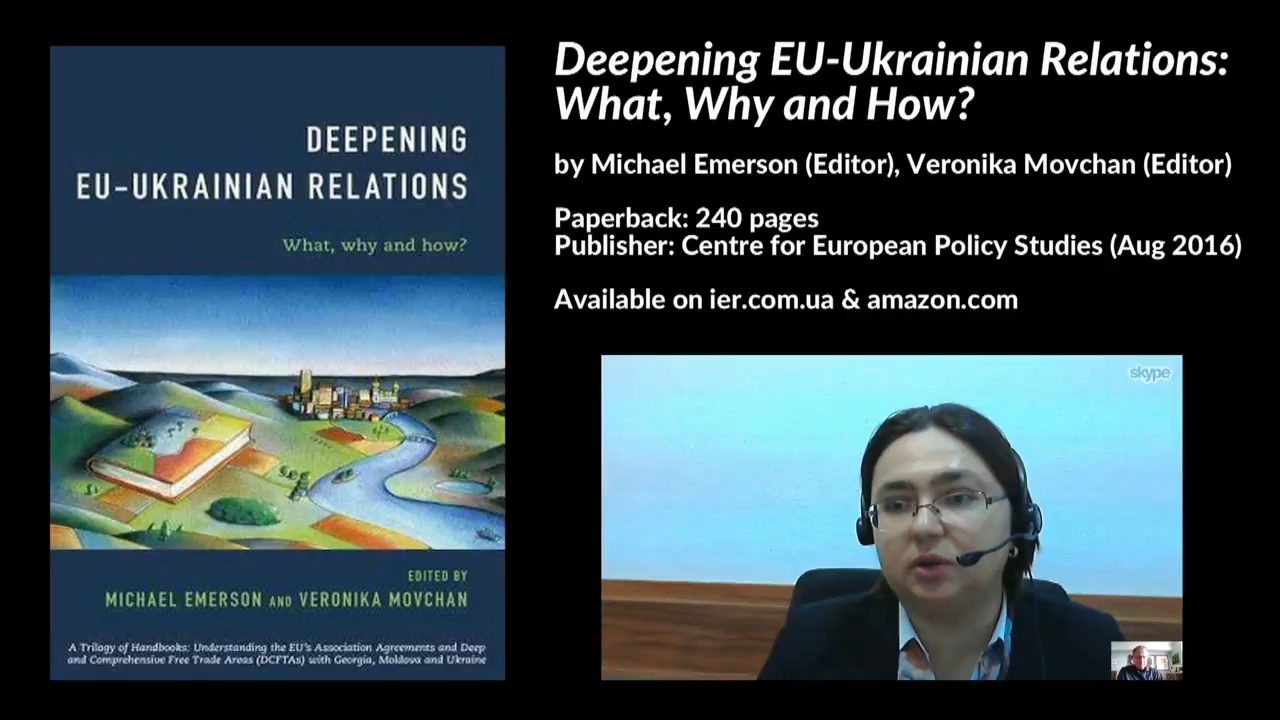 DEEPENING
EU-UKRAINIAN RELATIONS
What, why and how?
EDITED BY
MICHAEL EMERSON AND VERONIKA MOVCHAN
A Trilogy of Handbooks: Understanding the EU's Association Agreements and Deep
and Comprehensive Free Trade Areas (DCFTAs) with Georgia, Moldova and Ukraine
Deepening EU-Ukrainian Relations:
What, Why and How?
by Michael Emerson (Editor), Veronika Movchan (Editor)
Paperback: 240 pages
Publisher: Centre for European Policy Studies (Aug 2016)
Available on ier.com.ua & amazon.com
skype